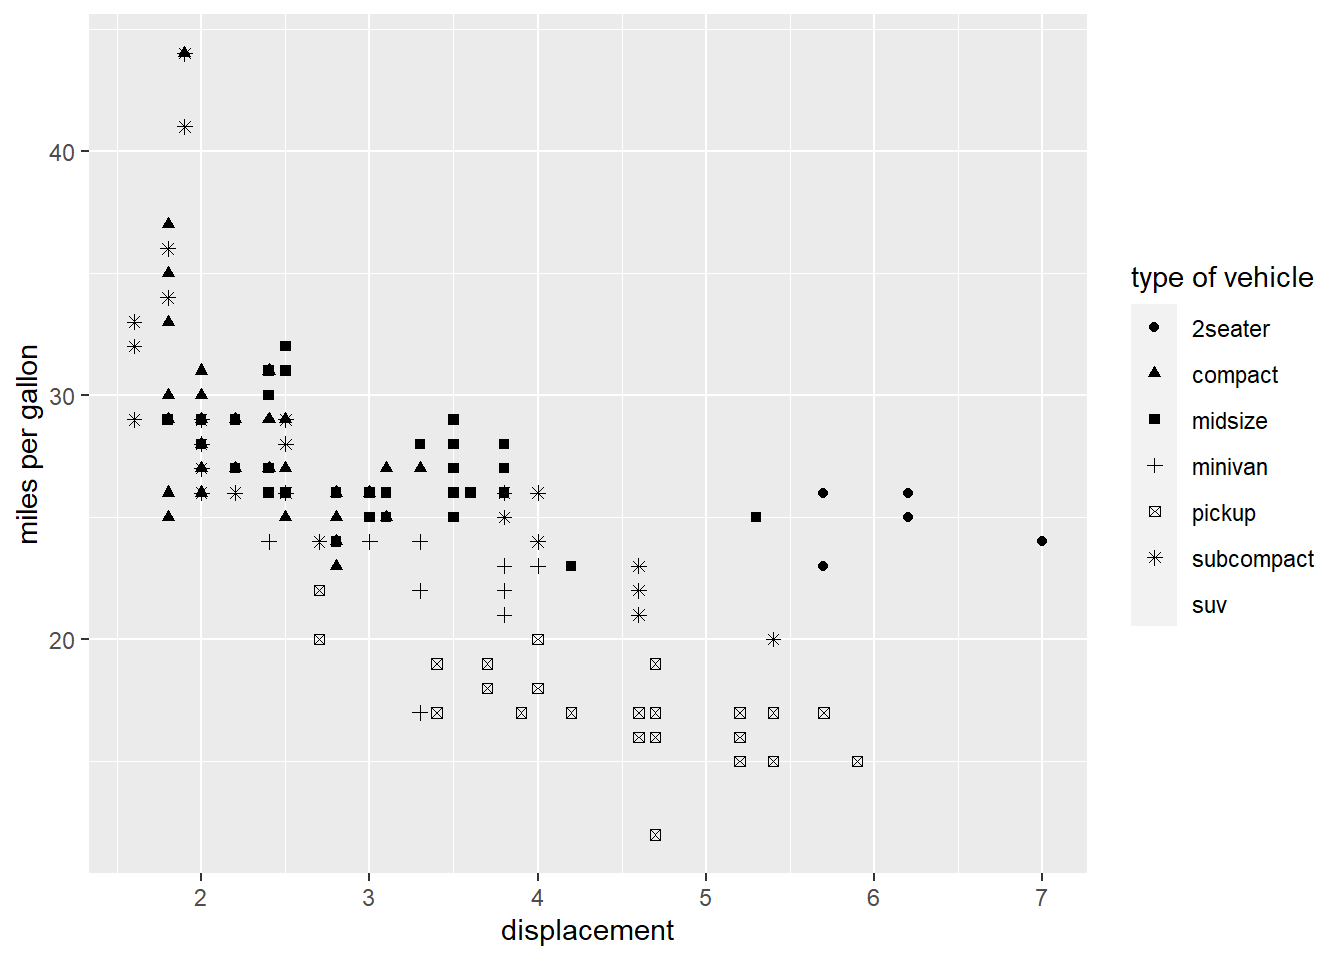 40
30
20
miles per gallon
2 3 4 5 6 7
displacement
type of vehicle
2seater
compact
midsize
minivan
pickup
subcompact
suv